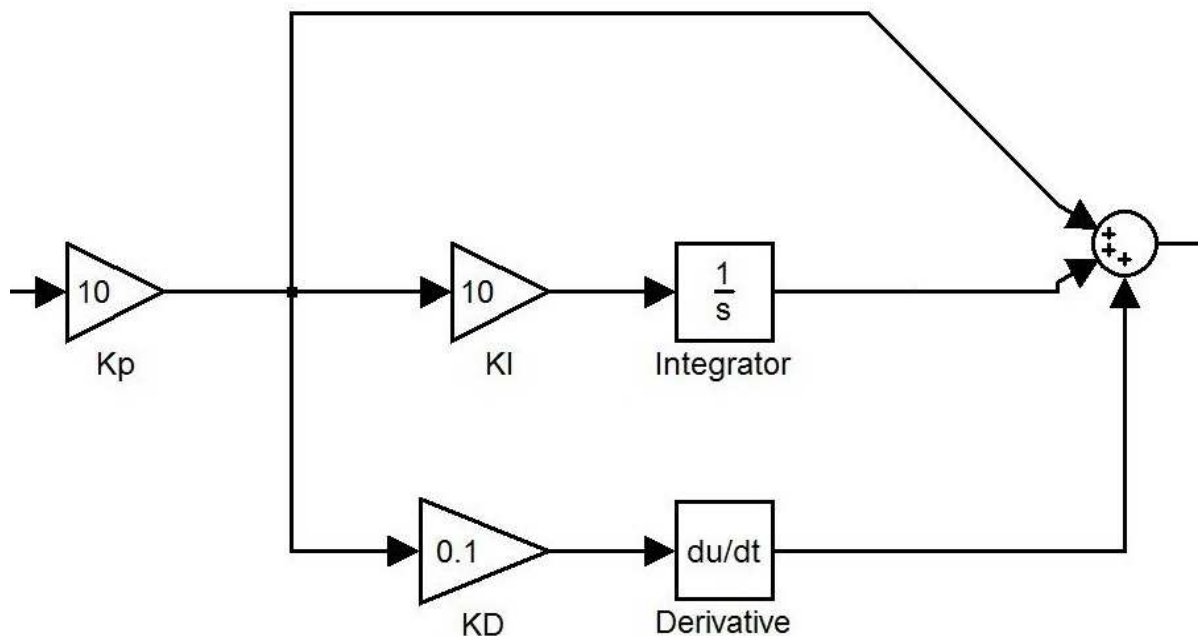 +
+
+
10
Kp
10
KI
1
s
Integrator
0.1
KD
du/dt
Derivative